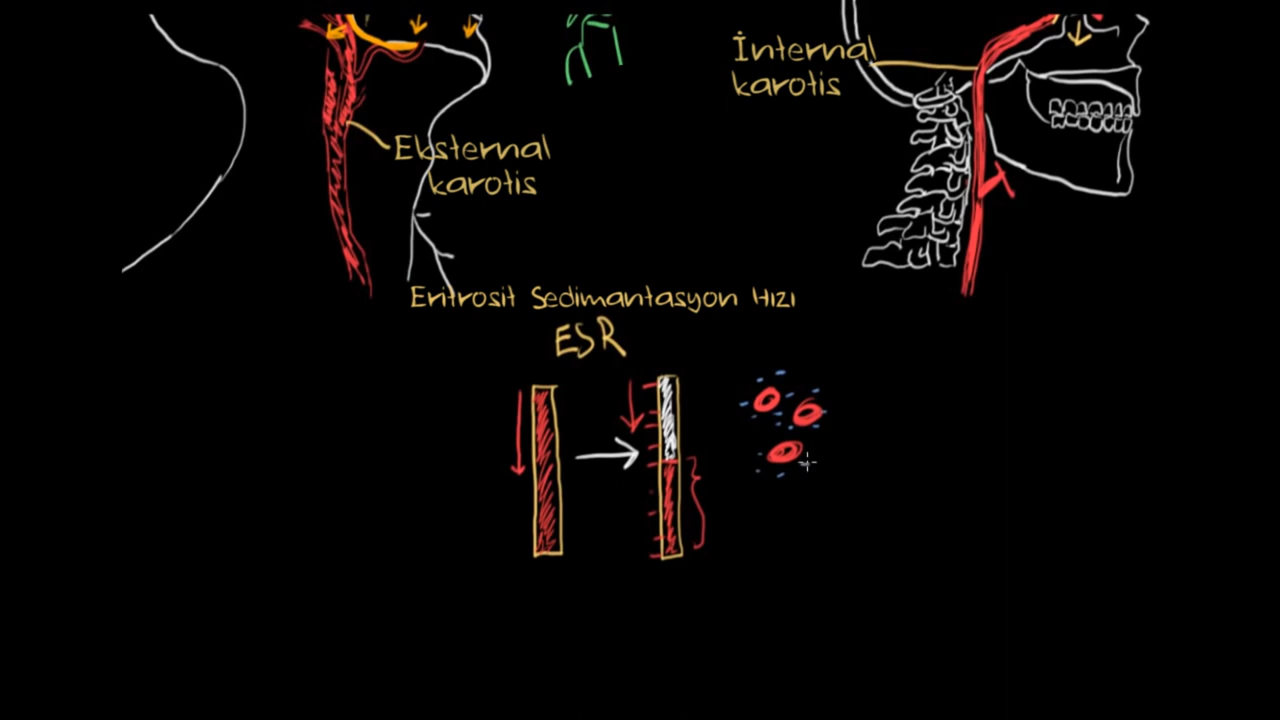 İnternal
karotis
Eksternal
karotis
Eritrosit Sedimantasyon Hızı
ESR